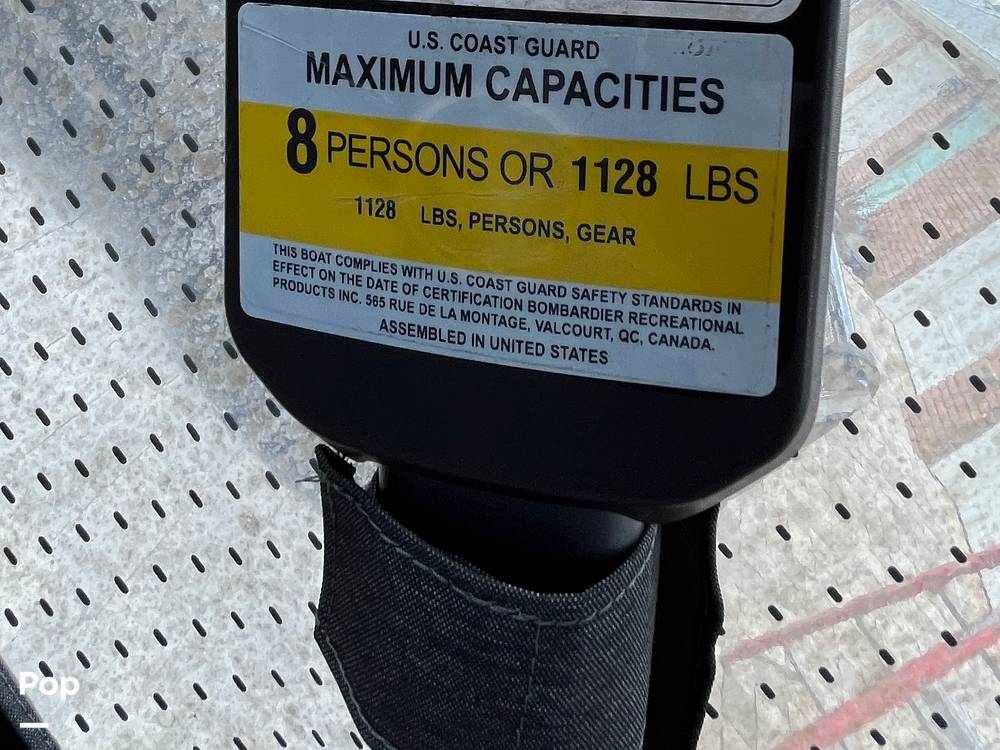 U.S. COAST GUARD
MAXIMUM CAPACITIES
8 PERSONS OR 1128 LBS
1128 LBS, PERSONS, GEAR
THIS BOAT COMPLIES WITH U.S. COAST GUARD SAFETY STANDARDS IN
EFFECT ON THE DATE OF CERTIFICATION BOMBARDIER RECREATIONAL
PRODUCTS INC. 565 RUE DE LA MONTAGE, VALCOURT, QC, CANADA.
ASSEMBLED IN UNITED STATES
Pop